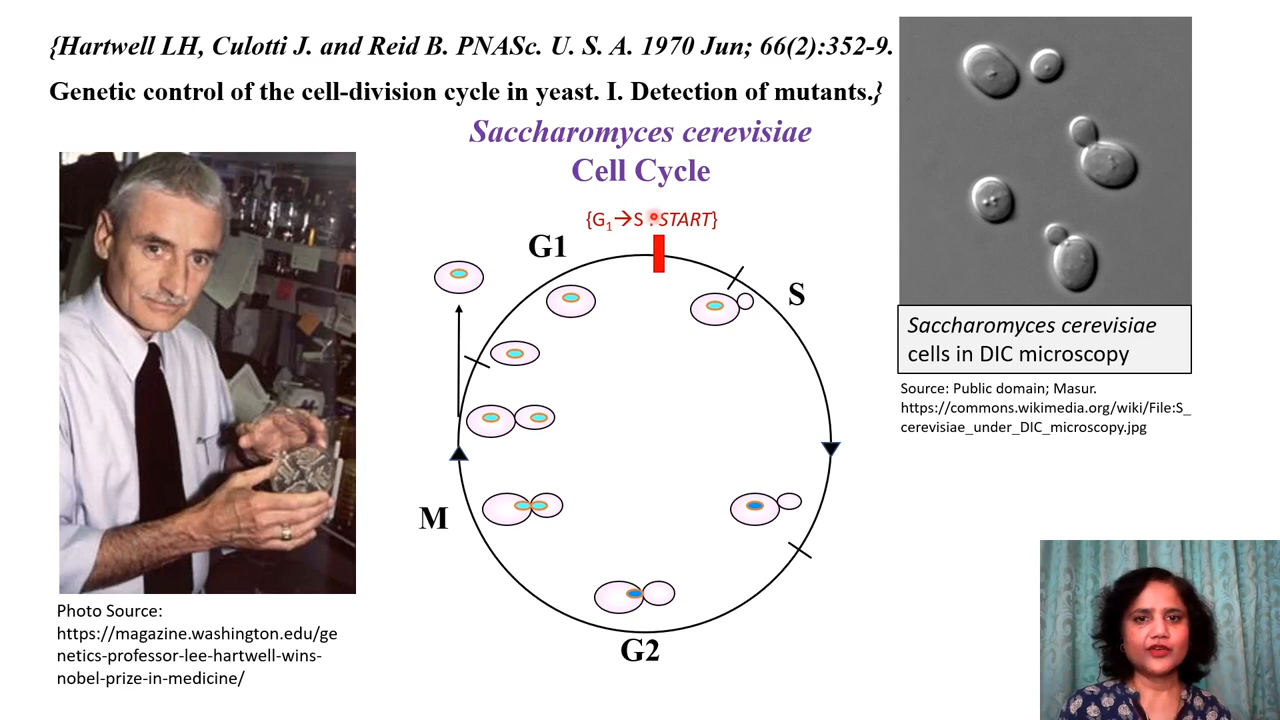 {Hartwell LH, Culotti J. and Reid B. PNASc. U. S. A. 1970 Jun; 66(2):352-9.
Genetic control of the cell-division cycle in yeast. I. Detection of mutants.}
Saccharomyces cerevisiae
Cell Cycle
{G₁→S : START}
G1
S
M
G2
Saccharomyces cerevisiae
cells in DIC microscopy
Source: Public domain; Masur.
https://commons.wikimedia.org/wiki/File:S_
cerevisiae_under_DIC_microscopy.jpg
Photo Source:
https://magazine.washington.edu/ge
netics-professor-lee-hartwell-wins-
nobel-prize-in-medicine/